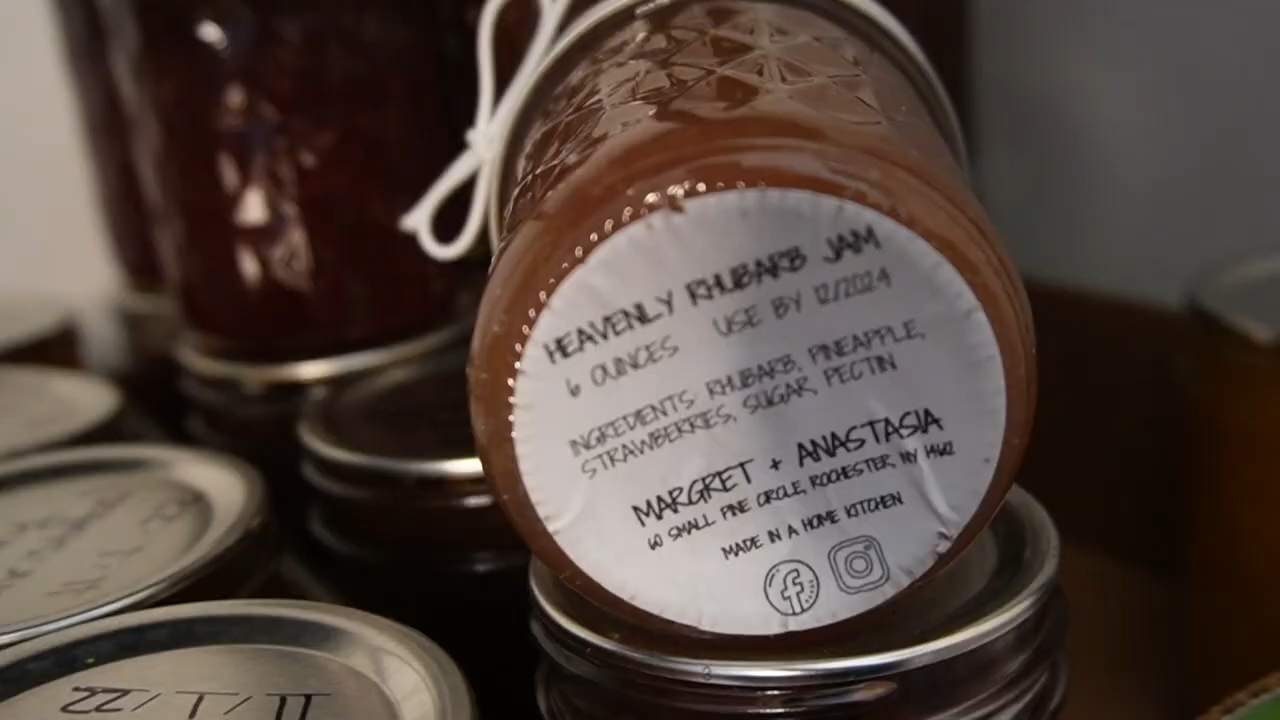 HEAVENLY RHUBARB JAM
6 OUNCES USE BY 12/2024
INGREDIENTS: RHUBARB, PINEAPPLE,
STRAWBERRIES, SUGAR, PECTIN
MARGRET + ANASTASIA
60 SMALL PINE CIRCLE, ROCHESTER, NY
MADE IN A HOME KITCHEN
11/1/22